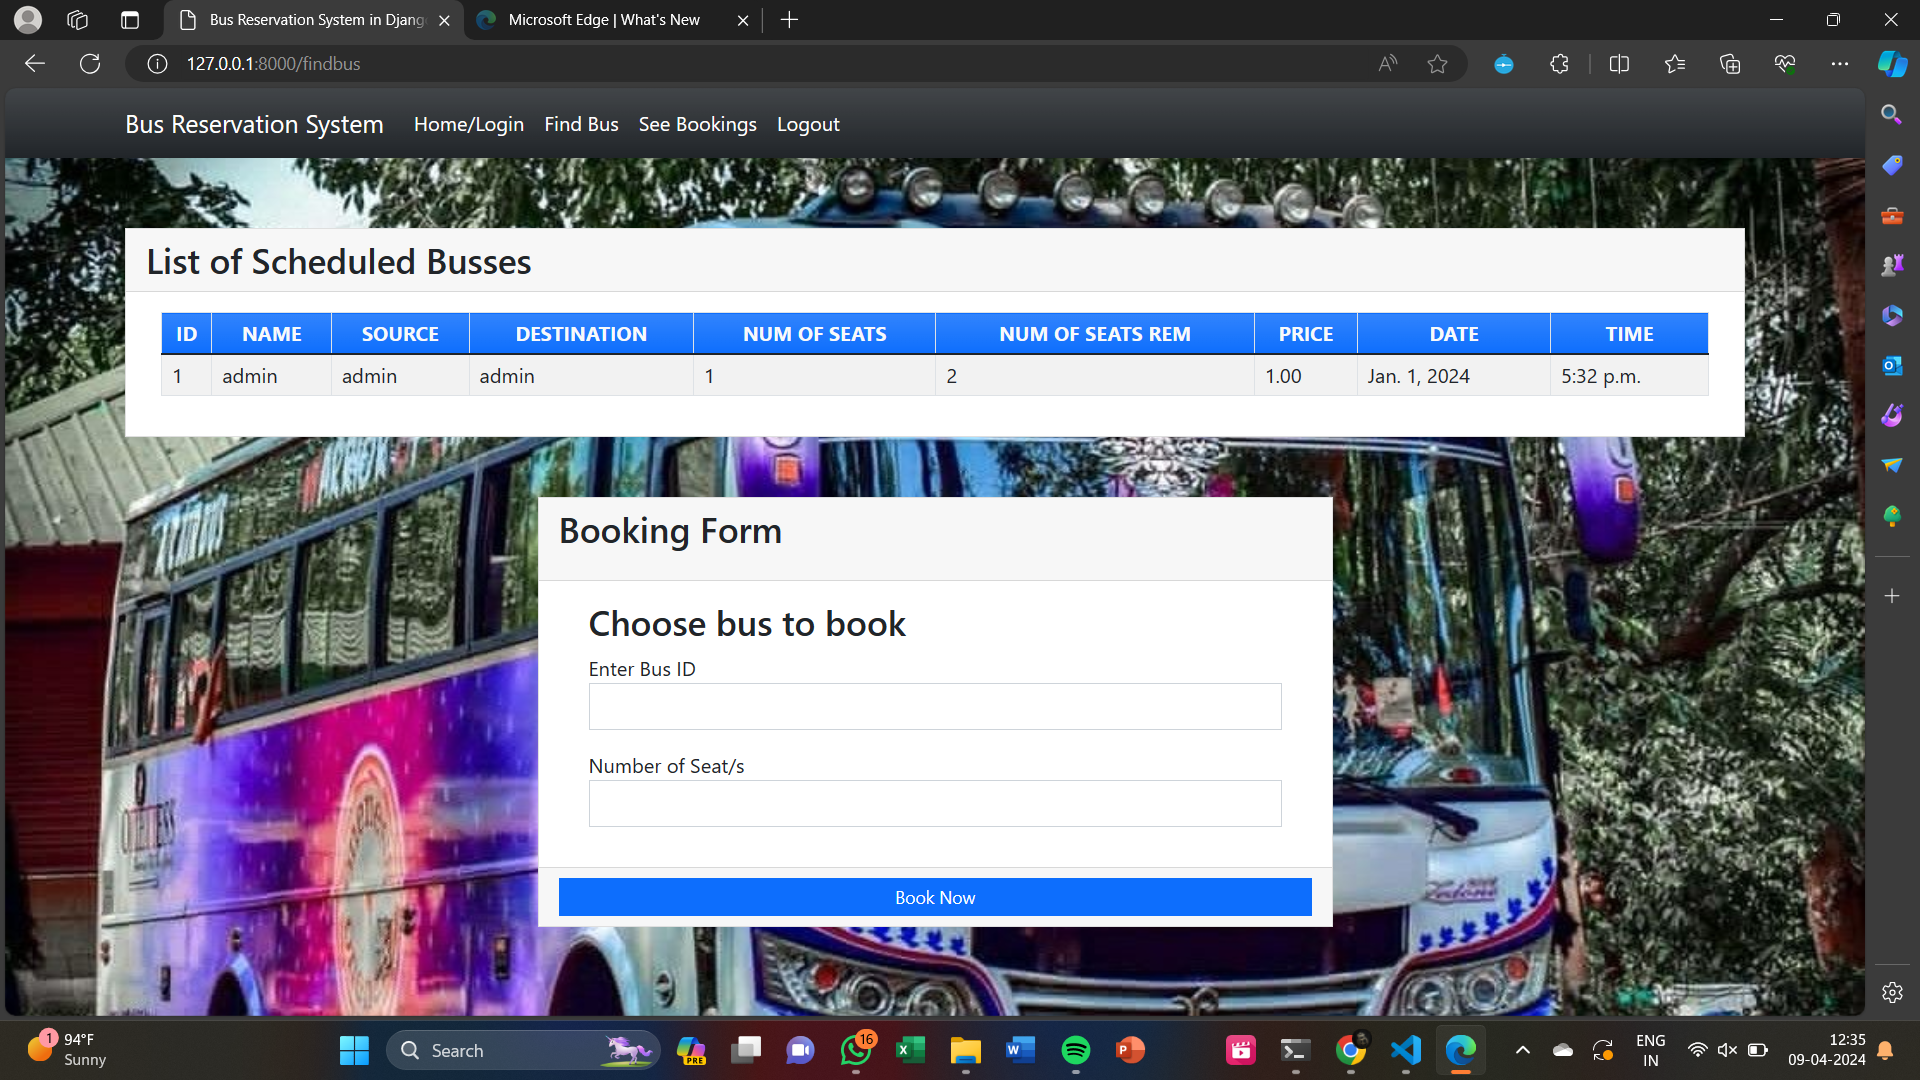 Bus Reservation System in Djang
Microsoft Edge | What's New
127.0.0.1:8000/findbus
Bus Reservation System Home/Login Find Bus See Bookings Logout
List of Scheduled Busses
ID NAME SOURCE DESTINATION NUM OF SEATS NUM OF SEATS REM PRICE DATE TIME
1 admin admin admin 1 2 1.00 Jan. 1, 2024 5:32 p.m.
Booking Form
Choose bus to book
Enter Bus ID
Number of Seat/s
Book Now
1
94°F
Sunny
Search
PRE
16
ENG
IN
12:35
09-04-2024